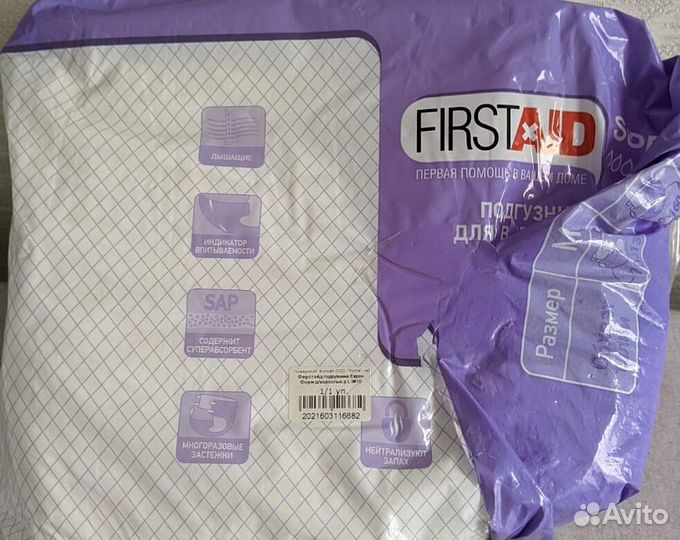 FIRSTAID
ПЕРВАЯ ПОМОЩЬ В ВАШЕМ ДОМЕ
ДЫШАЩИЕ
ИНДИКАТОР
ВПИТЫВАЕМОСТИ
SAP
СОДЕРЖИТ
СУПЕРАБСОРБЕНТ
МНОГОРАЗОВЫЕ
ЗАСТЕЖКИ
НЕЙТРАЛИЗУЮТ
ЗАПАХ
ПОДГУЗНИ
ДЛЯ В
Размер
M
1/1 уп.
2021603116682
Avito